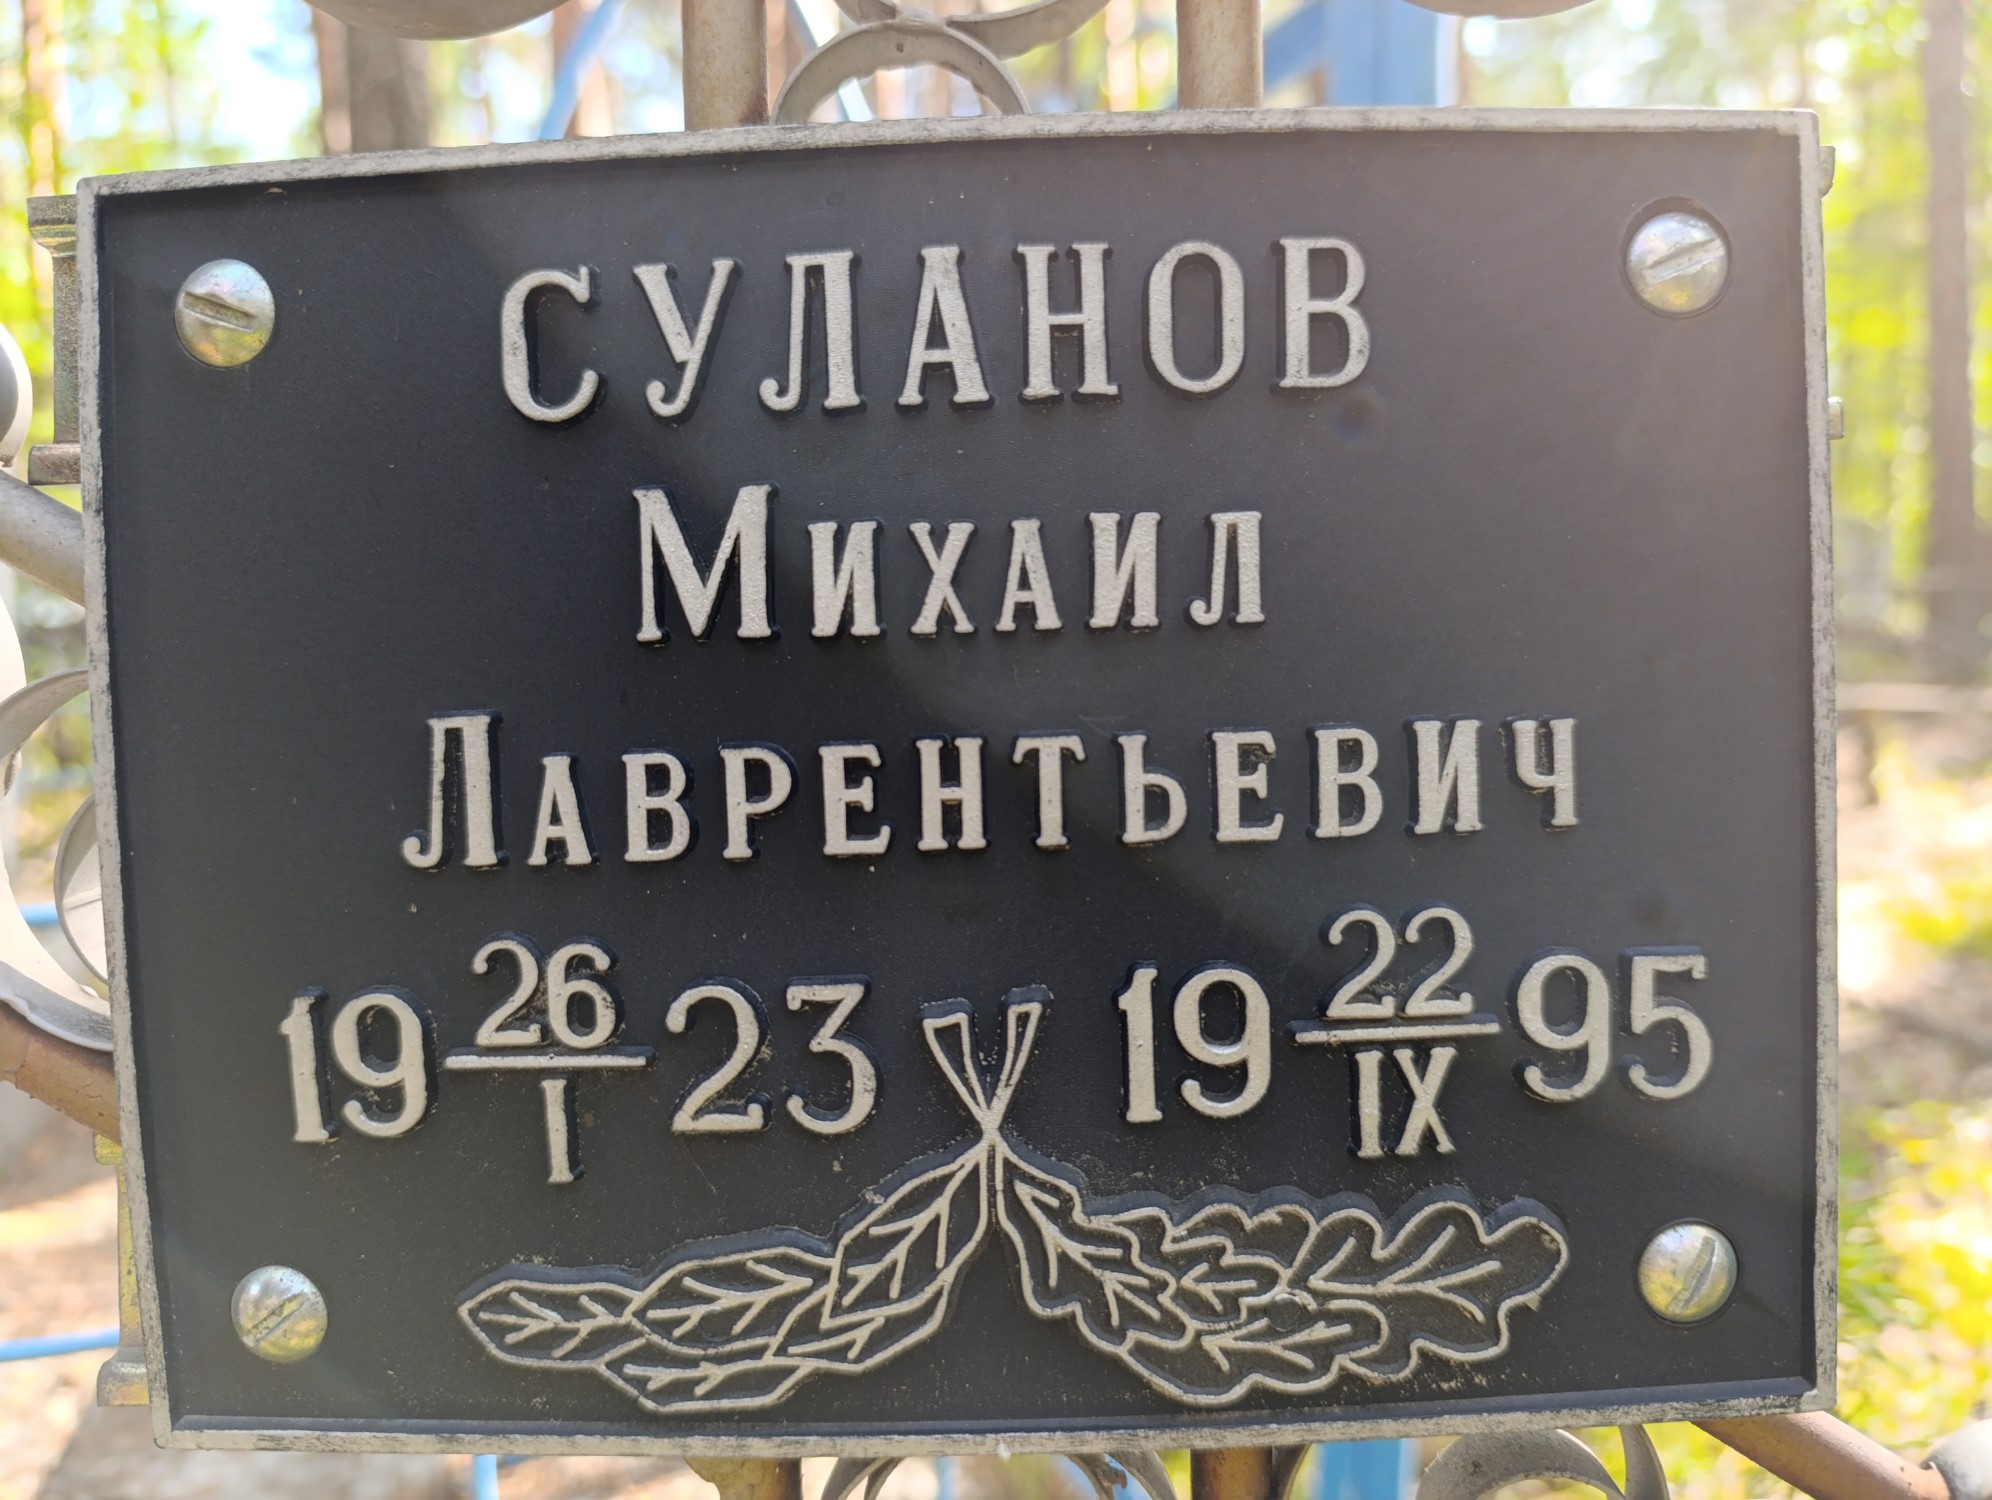 СУЛАНОВ
Михаил
Лаврентьевич
19 26/I 23 19 22/IX 95